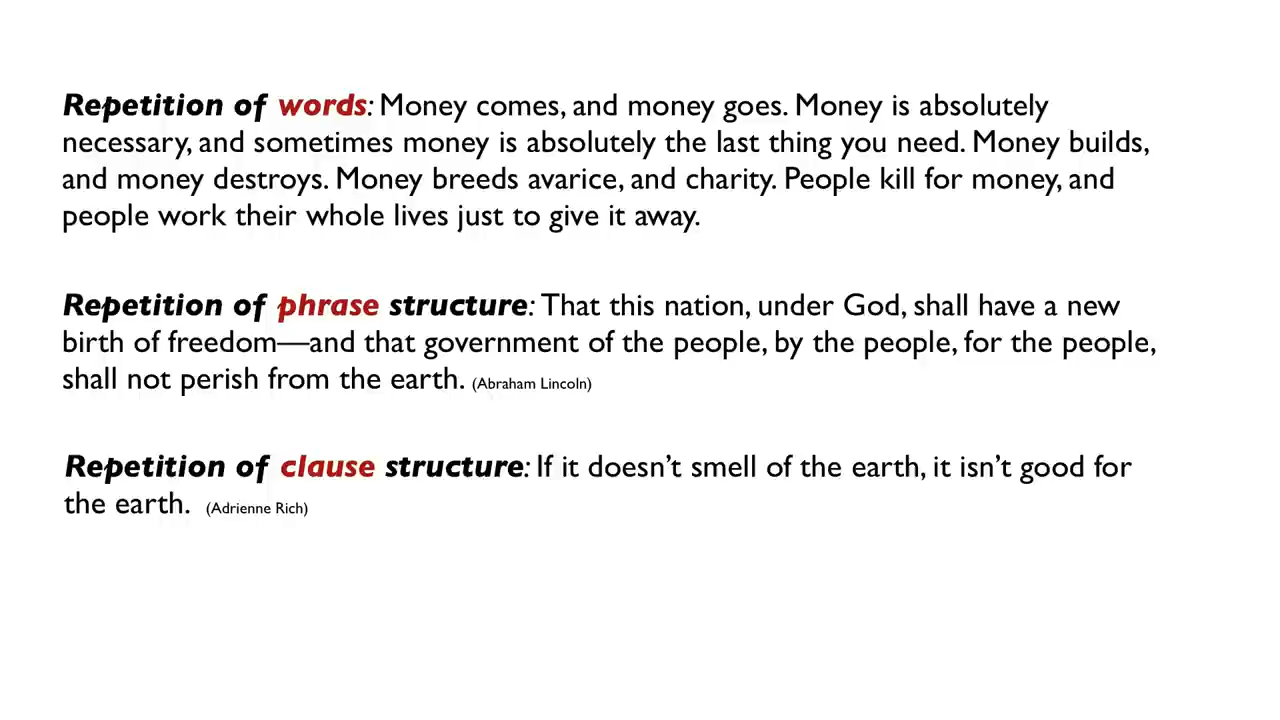 Repetition of words: Money comes, and money goes. Money is absolutely
necessary, and sometimes money is absolutely the last thing you need. Money builds,
and money destroys. Money breeds avarice, and charity. People kill for money, and
people work their whole lives just to give it away.
Repetition of phrase structure: That this nation, under God, shall have a new
birth of freedom—and that government of the people, by the people, for the people,
shall not perish from the earth. (Abraham Lincoln)
Repetition of clause structure: If it doesn’t smell of the earth, it isn’t good for
the earth. (Adrienne Rich)